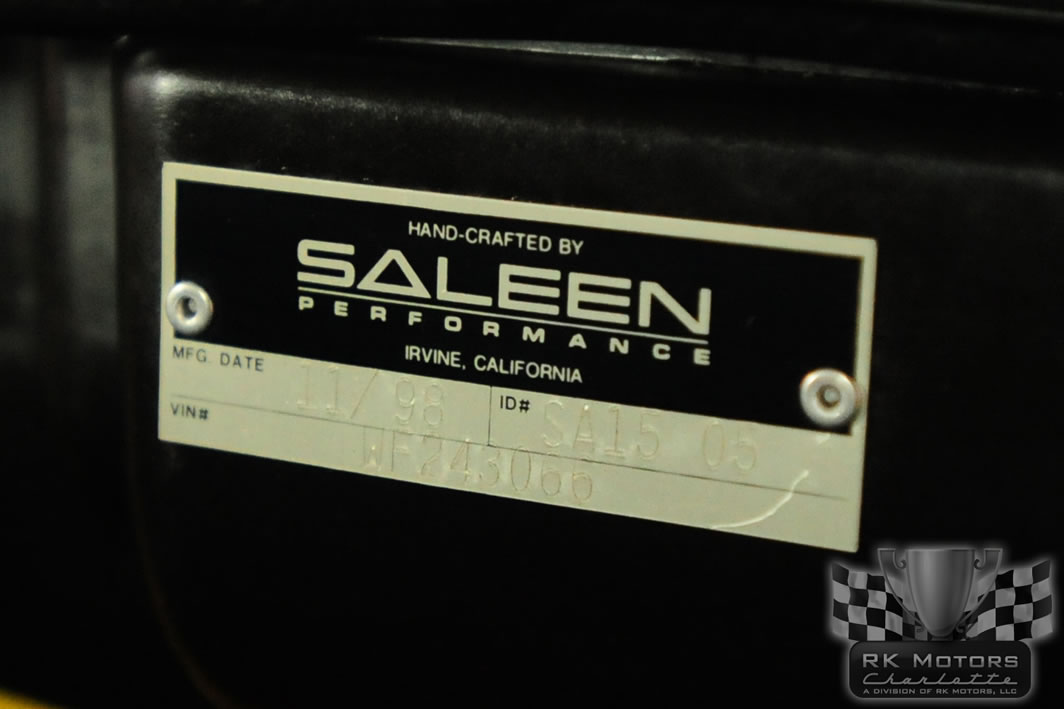 HAND-CRAFTED BY
SALEEN
PERFORMANCE
IRVINE, CALIFORNIA
MFG. DATE 11/98 ID# SA15 05
VIN# WF243066
RK MOTORS
Charlotte
A DIVISION OF RK MOTORS, LLC